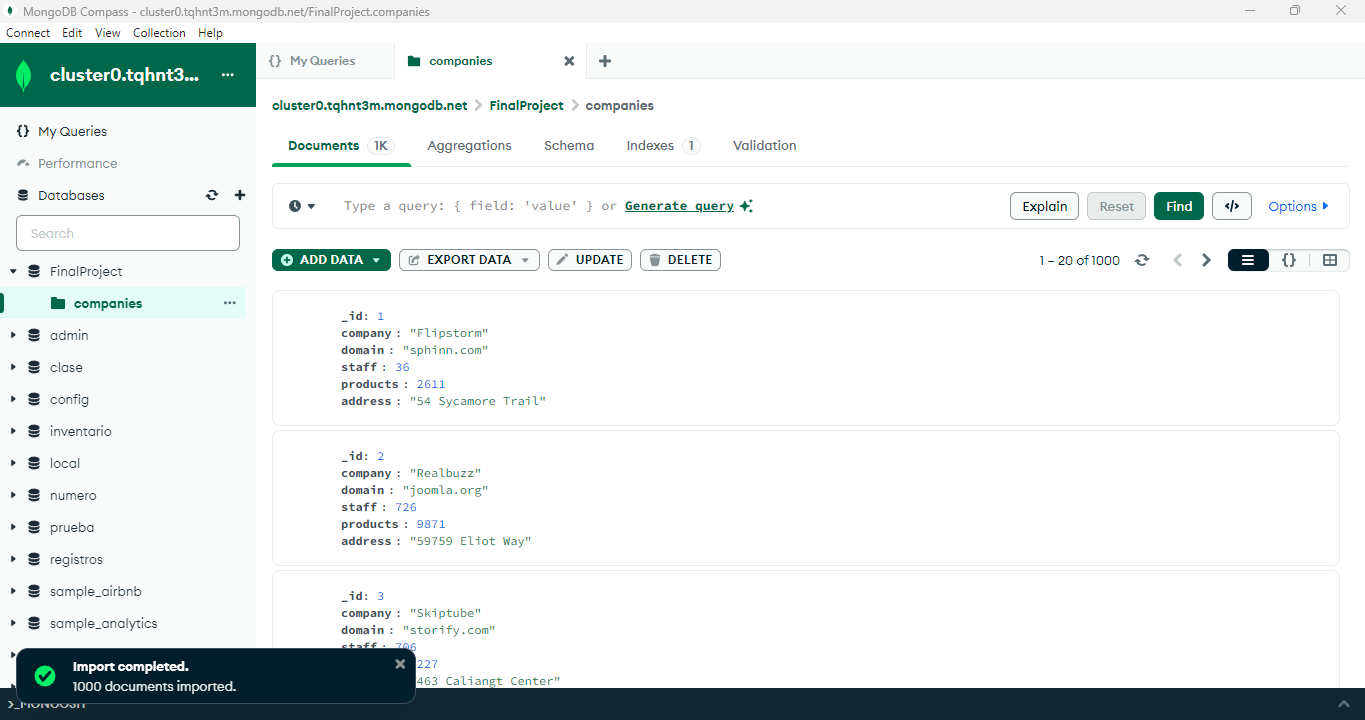 MongoDB Compass - cluster0.tqhnt3m.mongodb.net/FinalProject.companies
Connect Edit View Collection Help
cluster0.tqhnt3... ...
{} My Queries
companies
cluster0.tqhnt3m.mongodb.net > FinalProject > companies
{} My Queries
Performance
Databases
Search
FinalProject
companies ...
admin
clase
config
inventario
local
numero
prueba
registros
sample_airbnb
sample_analytics
Documents 1K Aggregations Schema Indexes 1 Validation
Type a query: { field: 'value' } or Generate query
Explain Reset Find </> Options
ADD DATA EXPORT DATA UPDATE DELETE
1 – 20 of 1000 {}
_id: 1
company : "Flipstorm"
domain : "sphinn.com"
staff : 36
products : 2611
address : "54 Sycamore Trail"
_id: 2
company : "Realbuzz"
domain : "joomla.org"
staff : 726
products : 9871
address : "59759 Eliot Way"
_id: 3
company : "Skiptube"
domain : "storify.com"
staff : 706
227
463 Caliangt Center"
Import completed.
1000 documents imported.
>_MONGOSH